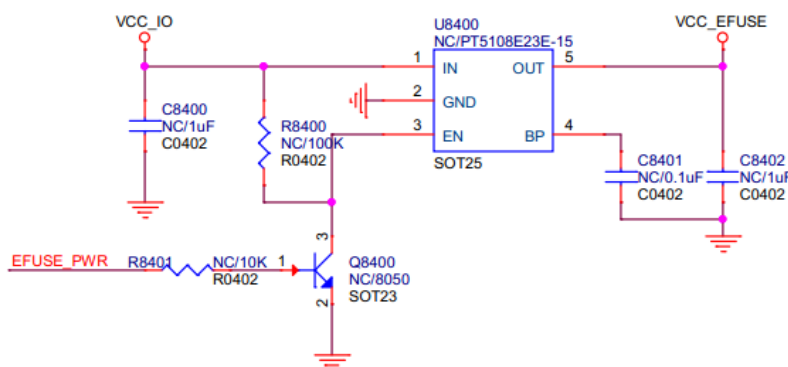 VCC_IO
U8400
NC/PT5108E23E-15
VCC_EFUSE
1
IN
OUT
5
2
GND
3
EN
BP
4
SOT25
C8400
NC/1uF
C0402
R8400
NC/100K
R0402
C8401
NC/0.1uF
C0402
C8402
NC/1uF
C0402
EFUSE_PWR
R8401
NC/10K
R0402
1
3
2
Q8400
NC/8050
SOT23